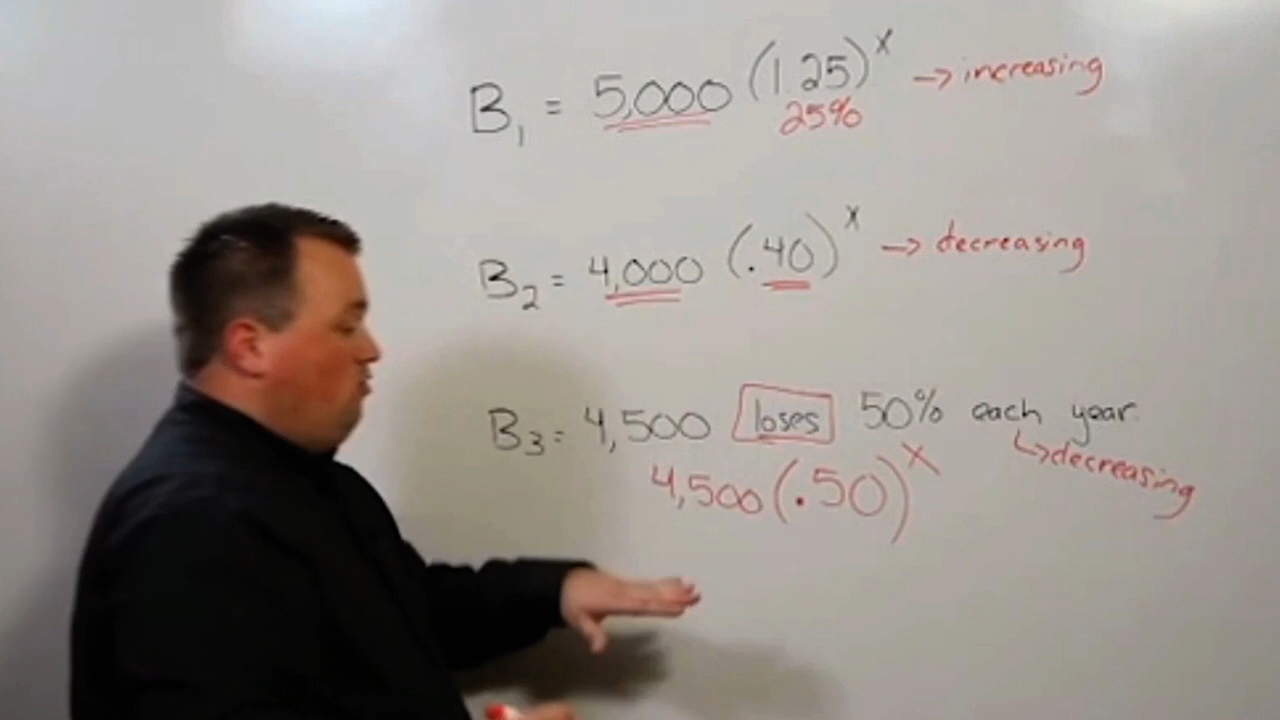 B₁ = 5,000 (1.25)ˣ → increasing
25%
B₂ = 4,000 (.40)ˣ → decreasing
B₃ = 4,500 loses 50% each year.
↳ decreasing
4,500 (.50)ˣ